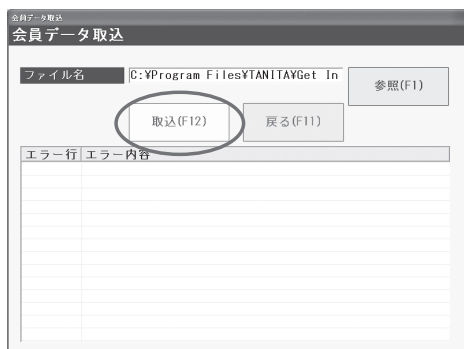 会員データ取込
会員データ取込
ファイル名 C:¥Program Files¥TANITA¥Get In 参照(F1)
取込(F12) 戻る(F11)
エラー行 エラー内容